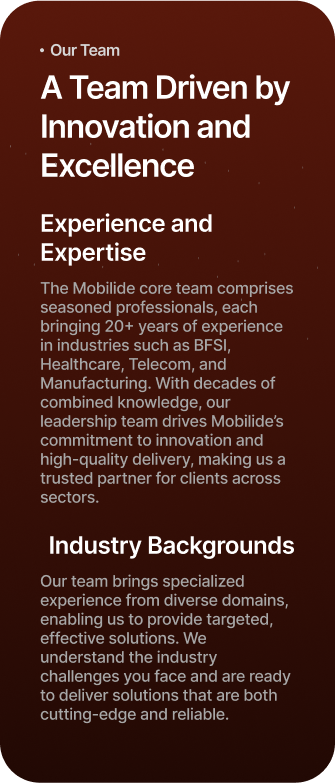 • Our Team
A Team Driven by
Innovation and
Excellence
Experience and
Expertise
The Mobilide core team comprises
seasoned professionals, each
bringing 20+ years of experience
in industries such as BFSI,
Healthcare, Telecom, and
Manufacturing. With decades of
combined knowledge, our
leadership team drives Mobilide’s
commitment to innovation and
high-quality delivery, making us a
trusted partner for clients across
sectors.
Industry Backgrounds
Our team brings specialized
experience from diverse domains,
enabling us to provide targeted,
effective solutions. We
understand the industry
challenges you face and are ready
to deliver solutions that are both
cutting-edge and reliable.